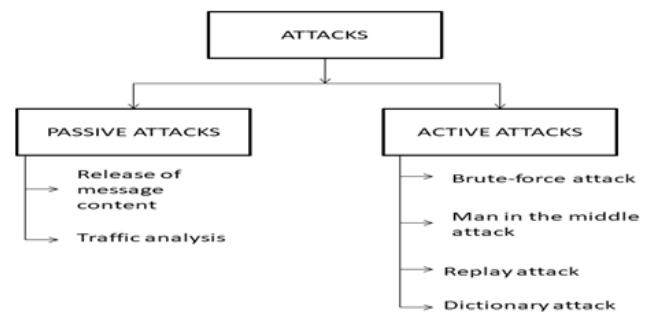 ATTACKS
PASSIVE ATTACKS
ACTIVE ATTACKS
Release of
message
content
Traffic analysis
Brute-force attack
Man in the middle
attack
Replay attack
Dictionary attack